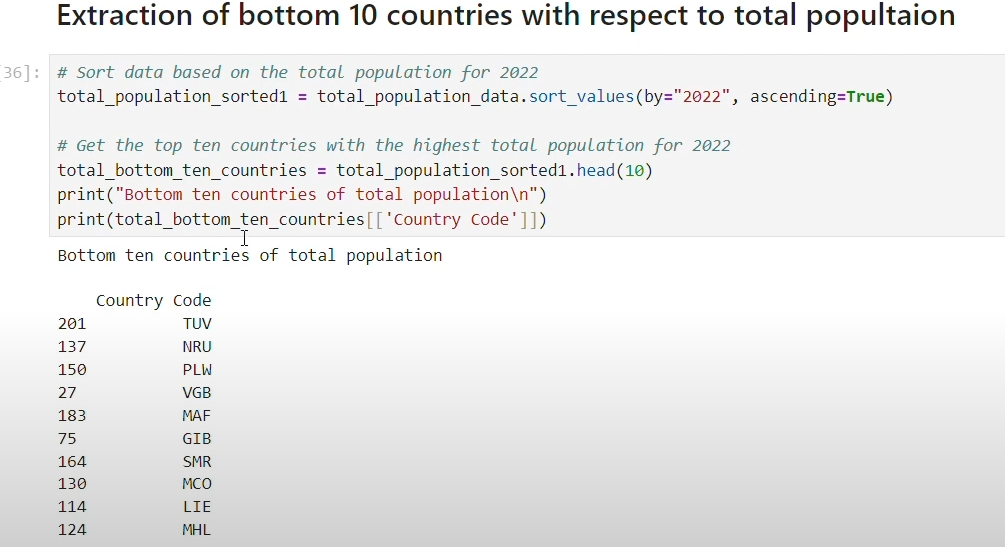 Extraction of bottom 10 countries with respect to total popultaion
36]: # Sort data based on the total population for 2022
total_population_sorted1 = total_population_data.sort_values(by="2022", ascending=True)
# Get the top ten countries with the highest total population for 2022
total_bottom_ten_countries = total_population_sorted1.head(10)
print("Bottom ten countries of total population\n")
print(total_bottom_ten_countries[['Country Code']])
Bottom ten countries of total population
Country Code
201 TUV
137 NRU
150 PLW
27 VGB
183 MAF
75 GIB
164 SMR
130 MCO
114 LIE
124 MHL